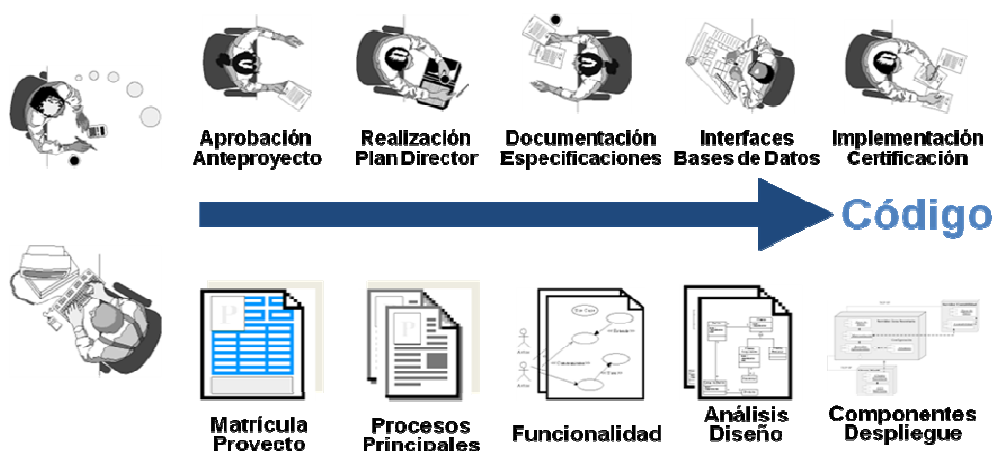 Aprobación
Anteproyecto
Realización
Plan Director
Documentación
Especificaciones
Interfaces
Bases de Datos
Implementación
Certificación
Código
P
P
Matrícula
Proyecto
Procesos
Principales
Funcionalidad
Análisis
Diseño
Componentes
Despliegue